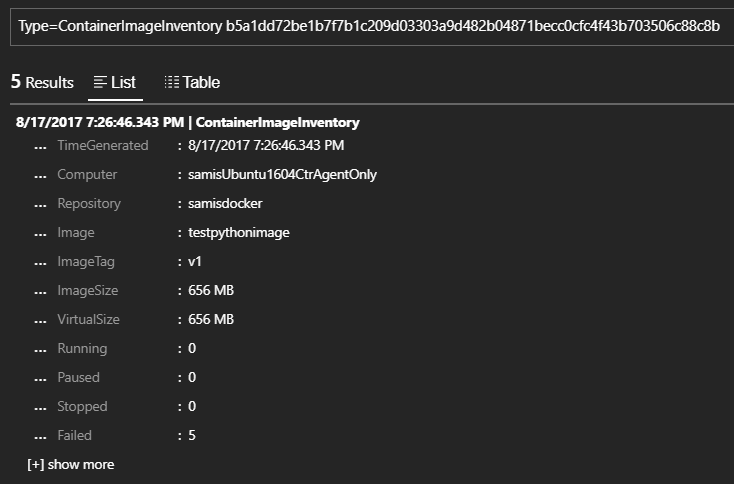 Type=ContainerImageInventory b5a1dd72be1b7f7b1c209d03303a9d482b04871becc0cfc4f43b703506c88c8b
5 Results List Table
8/17/2017 7:26:46.343 PM | ContainerImageInventory
... TimeGenerated : 8/17/2017 7:26:46.343 PM
... Computer : samisUbuntu1604CtrAgentOnly
... Repository : samisdocker
... Image : testpythonimage
... ImageTag : v1
... ImageSize : 656 MB
... VirtualSize : 656 MB
... Running : 0
... Paused : 0
... Stopped : 0
... Failed : 5
[+] show more